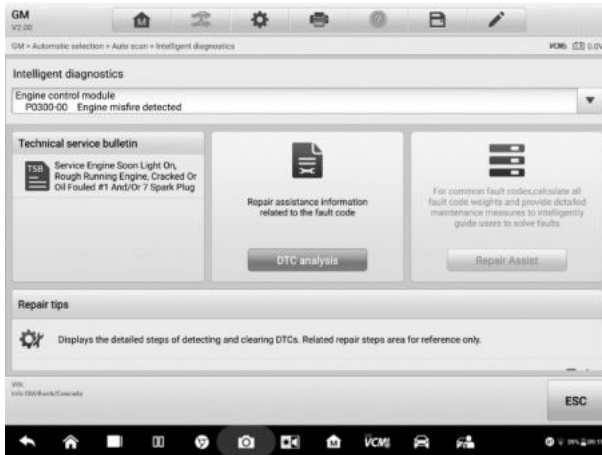 GM
V2.00
GM > Automatic selection > Auto scan > Intelligent diagnostics
VCMI 0.0V
Intelligent diagnostics
Engine control module
P0300-00 Engine misfire detected
Technical service bulletin
TSB
Service Engine Soon Light On,
Rough Running Engine, Cracked Or
Oil Fouled #1 And/Or 7 Spark Plug
Repair assistance information
related to the fault code
DTC analysis
For common fault codes,calculate all
fault code weights and provide detailed
maintenance measures to intelligently
guide users to solve faults
Repair Assist
Repair tips
Displays the detailed steps of detecting and clearing DTCs. Related repair steps area for reference only.
VIN:
ESC
VCMI